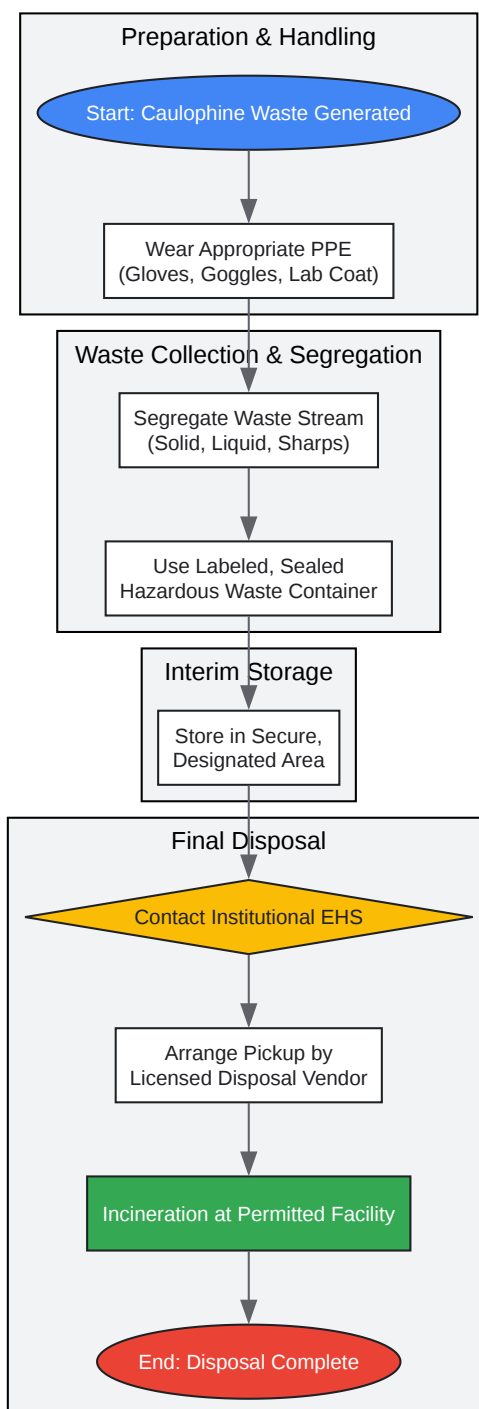 Preparation & Handling
Start: Caulophine Waste Generated
Wear Appropriate PPE
(Gloves, Goggles, Lab Coat)
Waste Collection & Segregation
Segregate Waste Stream
(Solid, Liquid, Sharps)
Use Labeled, Sealed
Hazardous Waste Container
Interim Storage
Store in Secure,
Designated Area
Final Disposal
Contact Institutional EHS
Arrange Pickup by
Licensed Disposal Vendor
Incineration at Permitted Facility
End: Disposal Complete